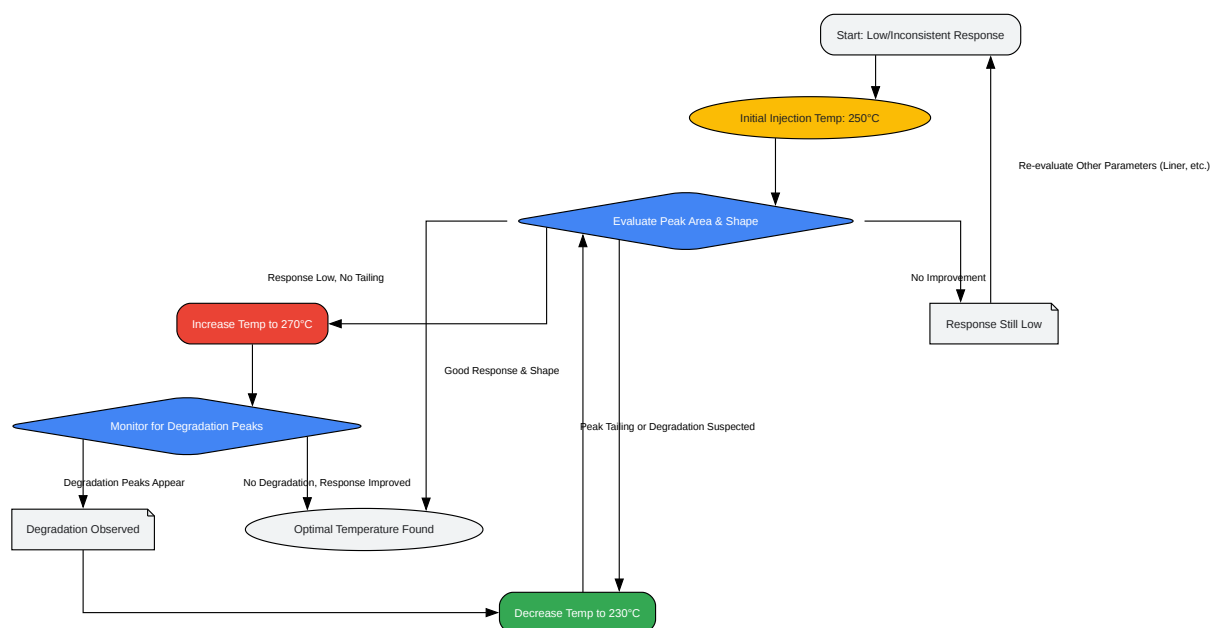 Start: Low/Inconsistent Response
Initial Injection Temp: 250°C
Re-evaluate Other Parameters (Liner, etc.)
Evaluate Peak Area & Shape
Response Low, No Tailing
No Improvement
Increase Temp to 270°C
Response Still Low
Good Response & Shape
Monitor for Degradation Peaks
Peak Tailing or Degradation Suspected
Degradation Peaks Appear
No Degradation, Response Improved
Degradation Observed
Optimal Temperature Found
Decrease Temp to 230°C